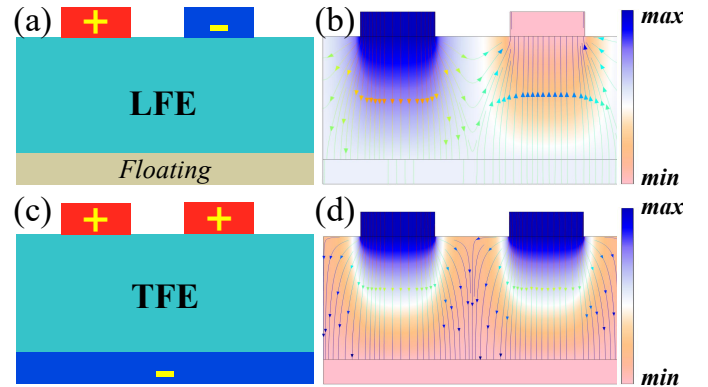 (a)
+
-
LFE
Floating
(b)
max
min
(c)
+
+
TFE
-
(d)
max
min